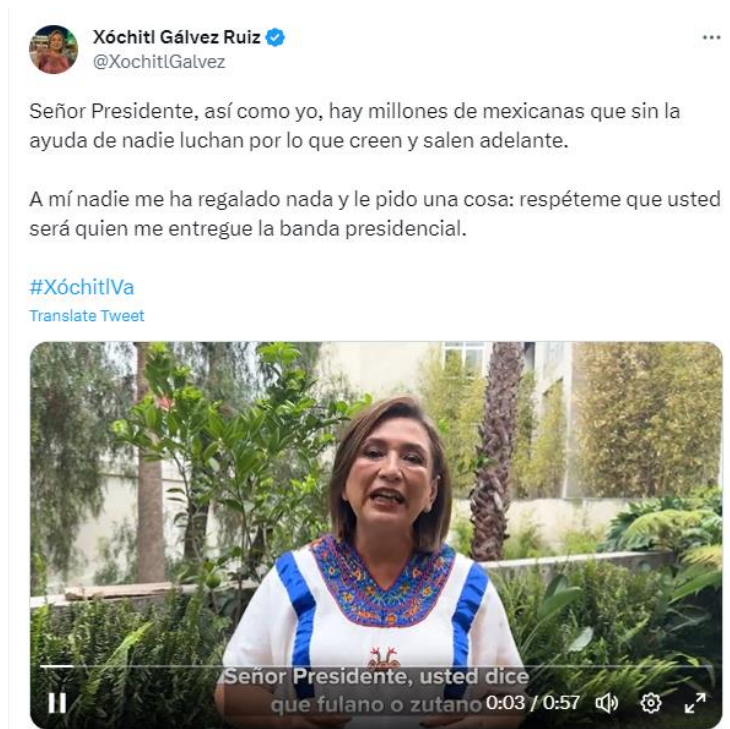 Xóchitl Gálvez Ruiz
@XochitlGalvez
Señor Presidente, así como yo, hay millones de mexicanas que sin la
ayuda de nadie luchan por lo que creen y salen adelante.
A mí nadie me ha regalado nada y le pido una cosa: respéteme que usted
será quien me entregue la banda presidencial.
#XóchitlVa
Translate Tweet
Señor Presidente, usted dice
que fulano o zutano 0:03 / 0:57